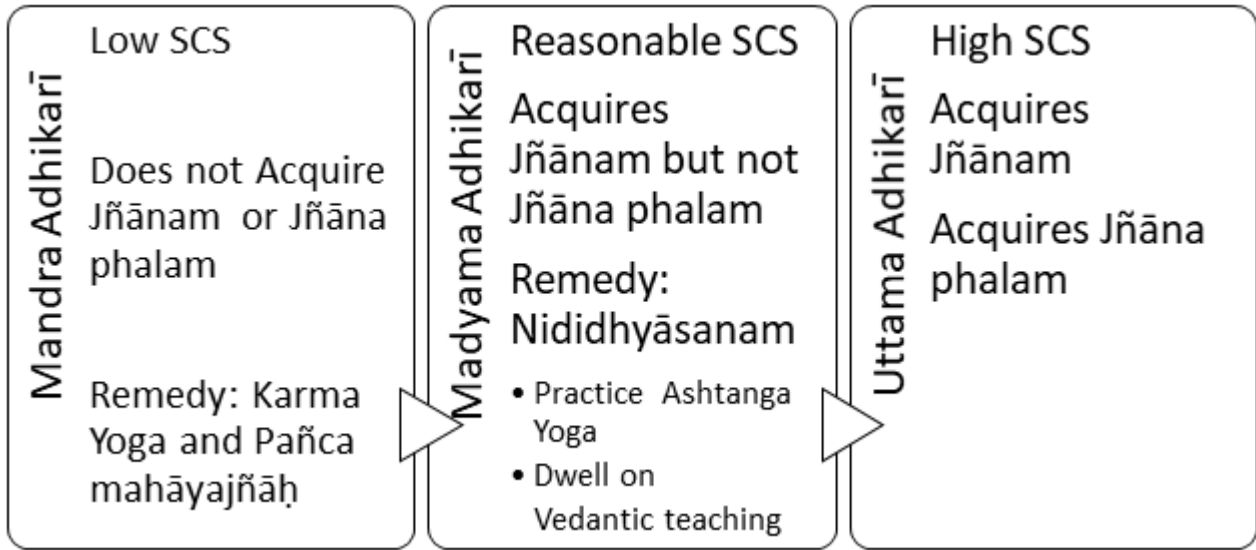 Mandra Adhikarī
Low SCS
Does not Acquire
Jñānam or Jñāna
phalam
Remedy: Karma
Yoga and Pañca
mahāyajñāḥ
Madyama Adhikarī
Reasonable SCS
Acquires
Jñānam but not
Jñāna phalam
Remedy:
Nididhyāsanam
• Practice Ashtanga
Yoga
• Dwell on
Vedantic teaching
Uttama Adhikarī
High SCS
Acquires
Jñānam
Acquires Jñāna
phalam